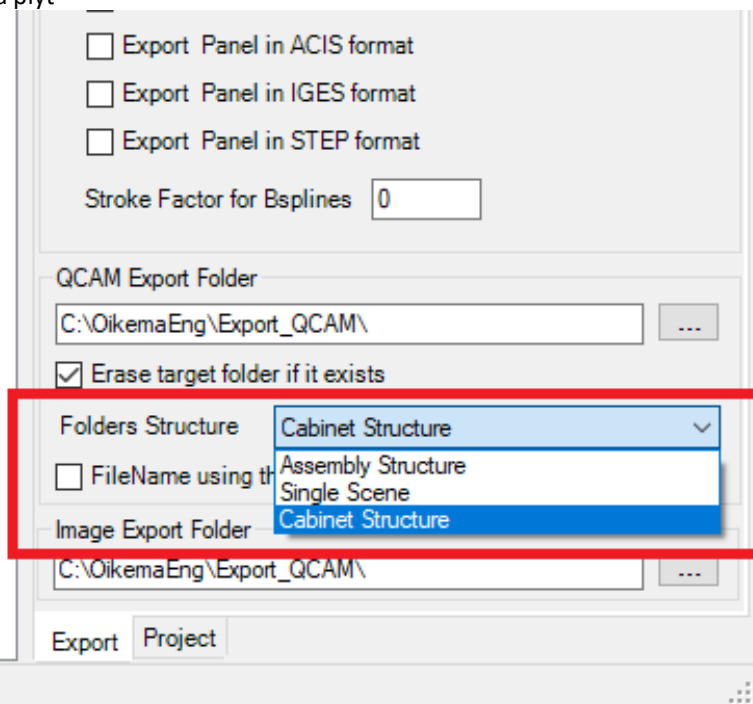 Export Panel in ACIS format
Export Panel in IGES format
Export Panel in STEP format
Stroke Factor for Bsplines 0
QCAM Export Folder
C:\OikemaEng\Export_QCAM\ ...
Erase target folder if it exists
Folders Structure Cabinet Structure
Assembly Structure
FileName using th
Single Scene
Cabinet Structure
Image Export Folder
C:\OikemaEng\Export_QCAM\ ...
Export Project